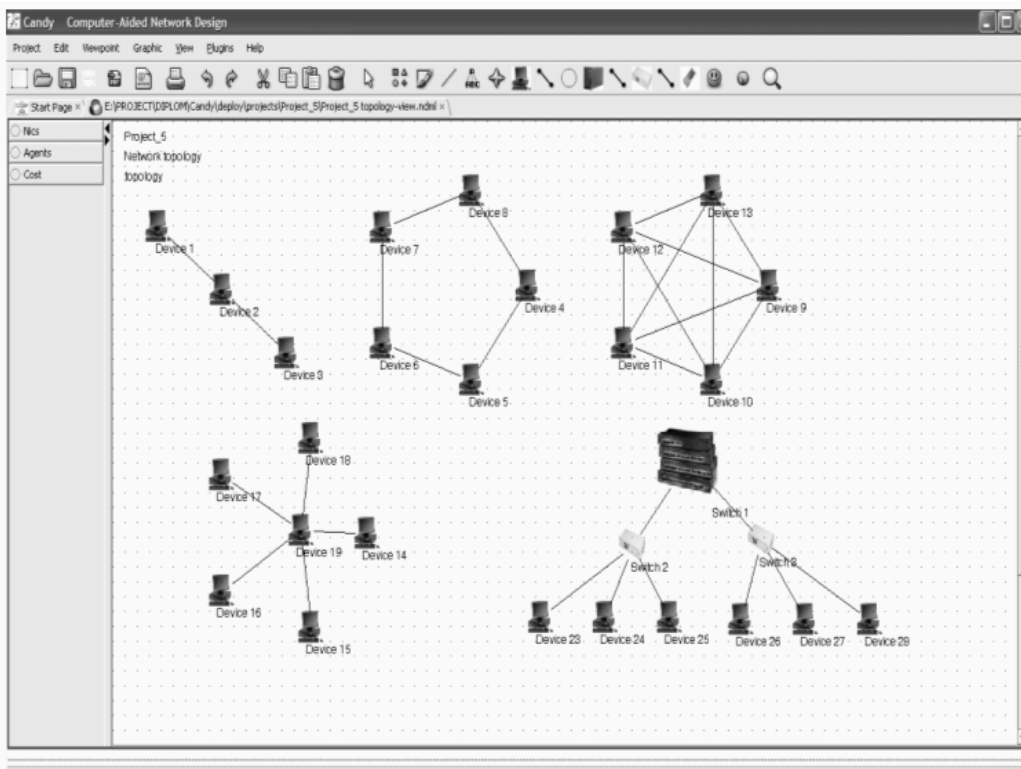 Candy Computer-Aided Network Design
Project Edit Viewpoint Graphic View Plugins Help
ABC
Start Page × E:\PROJECT\DIPLOM\Candy\deploy\projects\Project_5\Project_5 topology-view.ndml ×
Nics
Agents
Cost
Project_5
Network topology
topology
Device 1
Device 2
Device 3
Device 8
Device 7
Device 4
Device 6
Device 5
Device 13
Device 12
Device 9
Device 11
Device 10
Device 18
Device 17
Device 19
Device 14
Device 16
Device 15
Switch 1
Switch 2
Switch 3
Device 23
Device 24
Device 25
Device 26
Device 27
Device 28